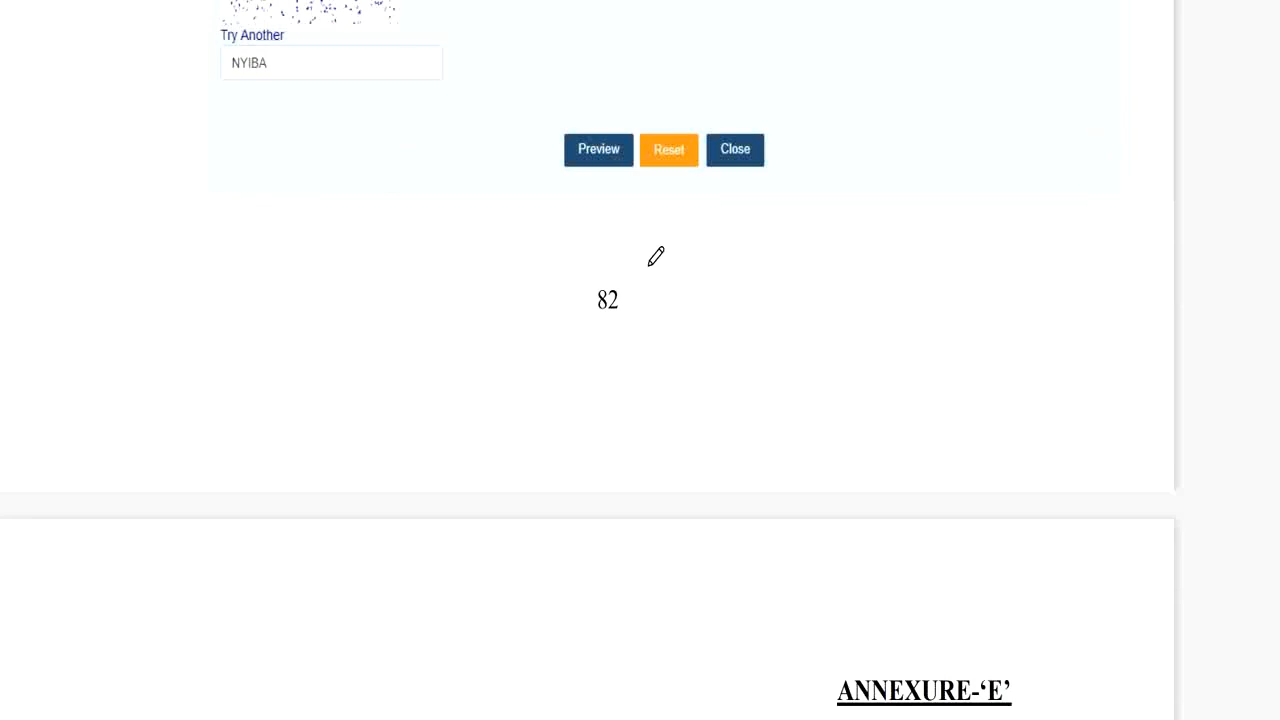 Try Another
NYIBA
Preview Reset Close
82
ANNEXURE-‘E’